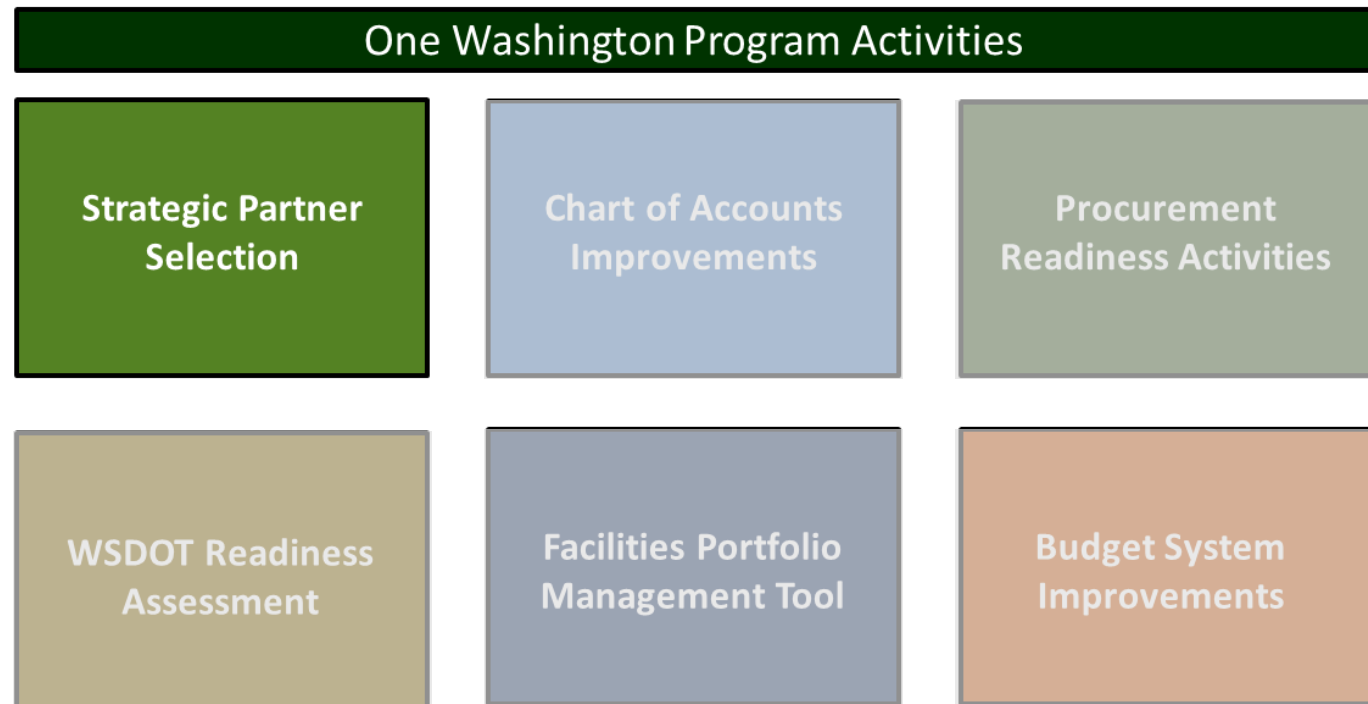 One Washington Program Activities
Strategic Partner
Selection
Chart of Accounts
Improvements
Procurement
Readiness Activities
WSDOT Readiness
Assessment
Facilities Portfolio
Management Tool
Budget System
Improvements